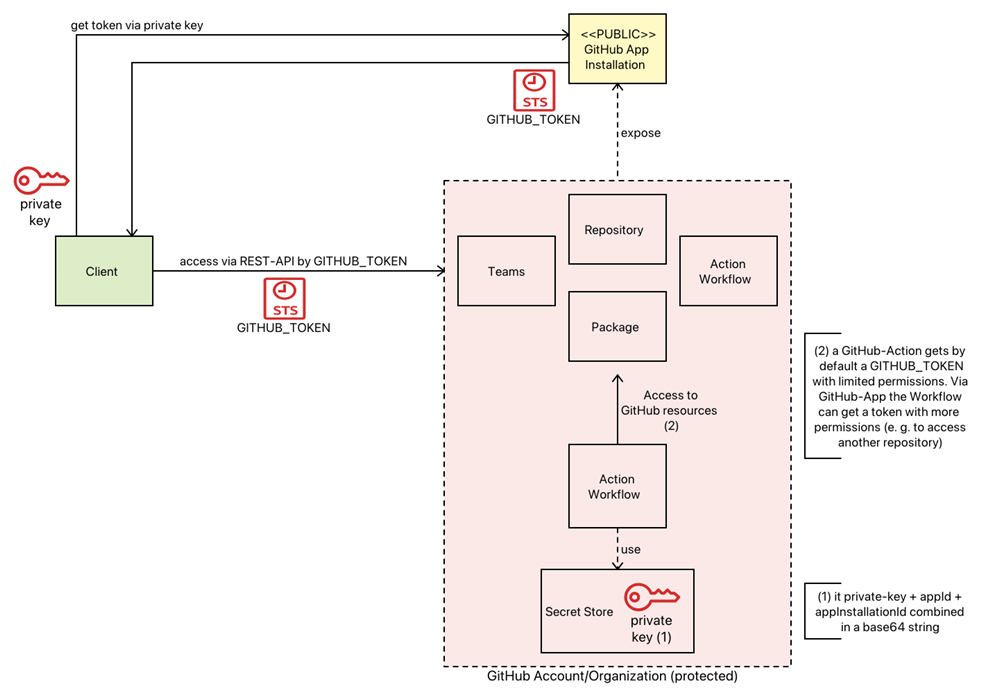 get token via private key
<<PUBLIC>>
GitHub App
Installation
STS
GITHUB_TOKEN
expose
private
key
Client
access via REST-API by GITHUB_TOKEN
STS
GITHUB_TOKEN
Repository
Teams
Action
Workflow
Package
Access to
GitHub resources
(2)
Action
Workflow
use
Secret Store
private
key (1)
GitHub Account/Organization (protected)
(2) a GitHub-Action gets by
default a GITHUB_TOKEN
with limited permissions. Via
GitHub-App the Workflow
can get a token with more
permissions (e. g. to access
another repository)
(1) it private-key + appId +
appInstallationId combined
in a base64 string